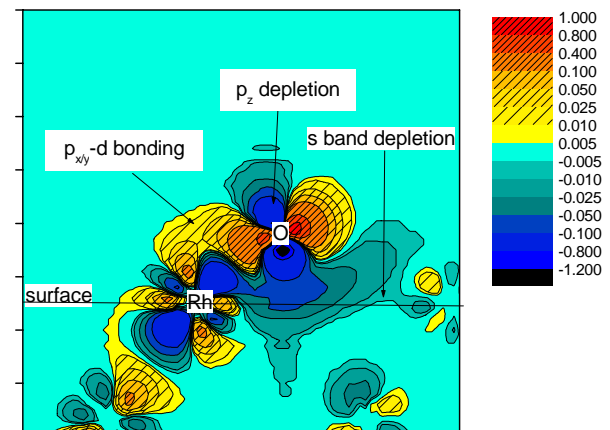 p_z depletion
s band depletion
p_x/y-d bonding
O
surface
Rh
1.000
0.800
0.400
0.100
0.050
0.025
0.010
0.005
-0.005
-0.010
-0.025
-0.050
-0.100
-0.800
-1.200